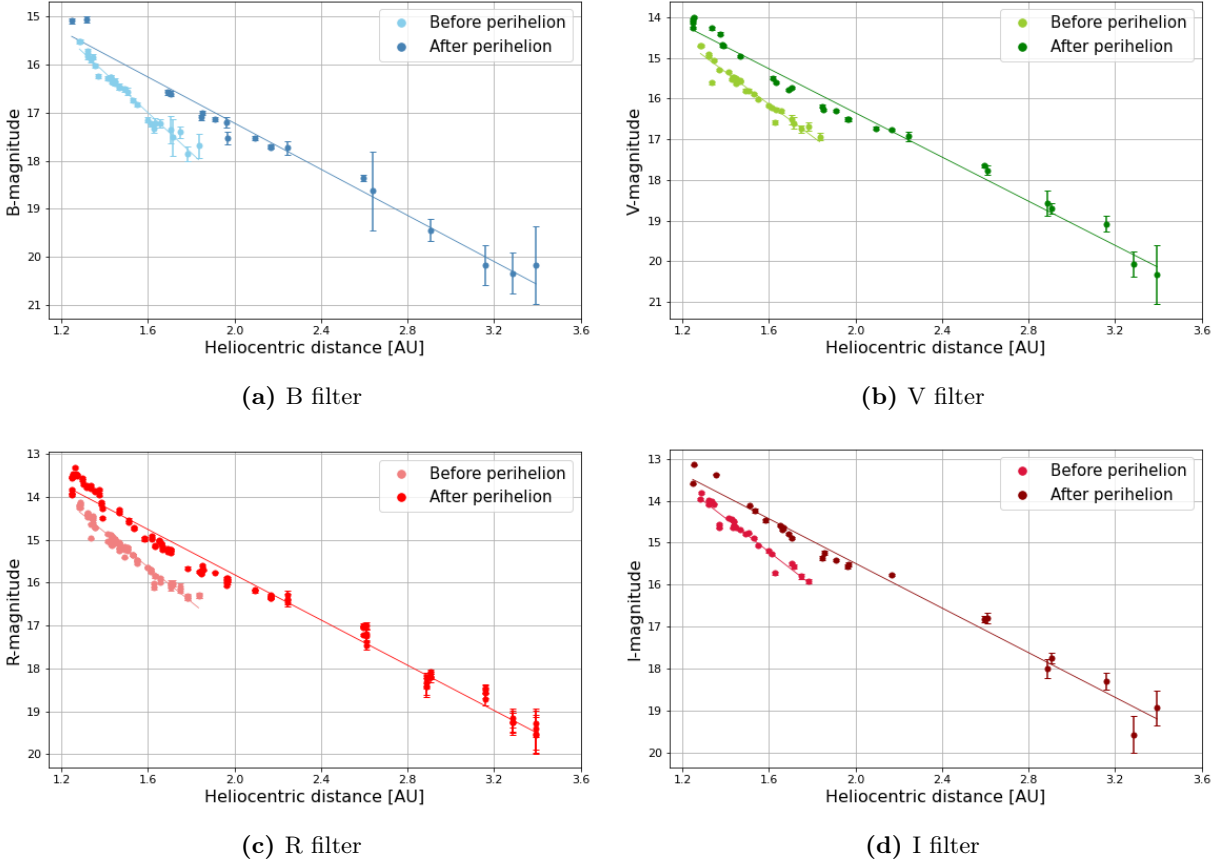 Before perihelion
After perihelion
15
16
17
18
19
20
21
B-magnitude
1.2 1.6 2.0 2.4 2.8 3.2 3.6
Heliocentric distance [AU]
(a) B filter
Before perihelion
After perihelion
14
15
16
17
18
19
20
21
V-magnitude
1.2 1.6 2.0 2.4 2.8 3.2 3.6
Heliocentric distance [AU]
(b) V filter
Before perihelion
After perihelion
13
14
15
16
17
18
19
20
R-magnitude
1.2 1.6 2.0 2.4 2.8 3.2 3.6
Heliocentric distance [AU]
(c) R filter
Before perihelion
After perihelion
13
14
15
16
17
18
19
20
I-magnitude
1.2 1.6 2.0 2.4 2.8 3.2 3.6
Heliocentric distance [AU]
(d) I filter